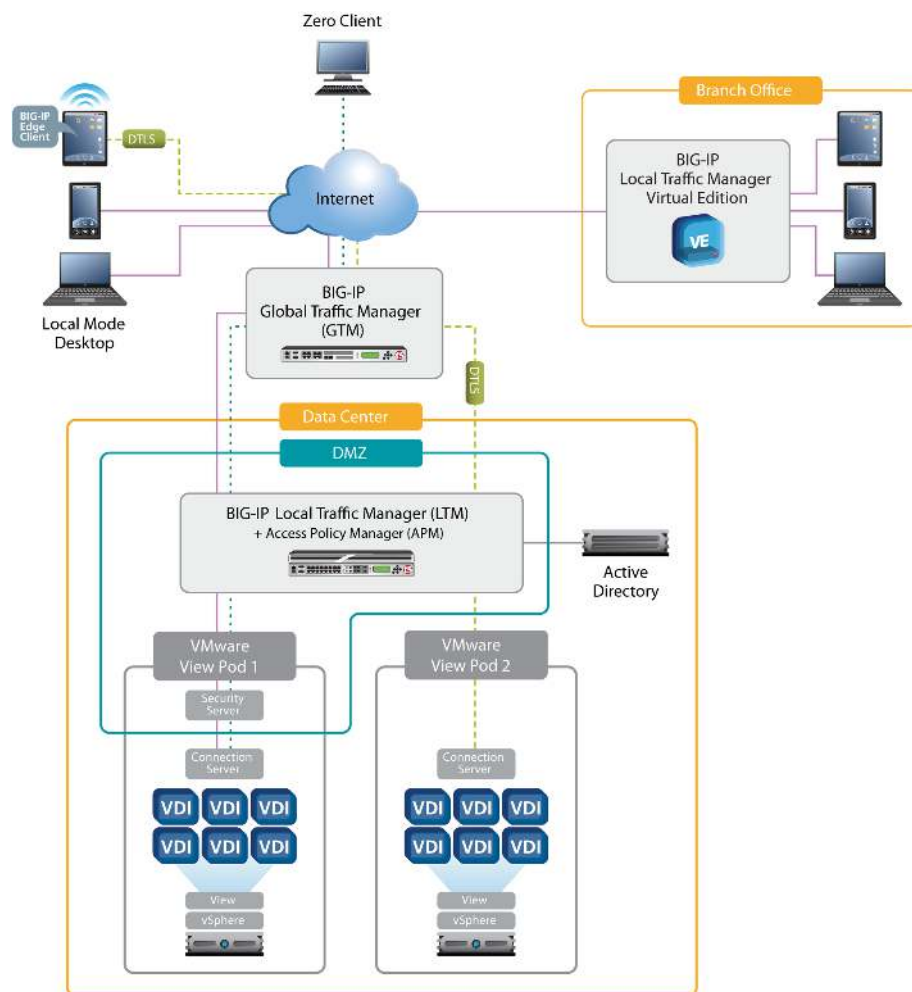 Zero Client
BIG-IP
Edge
Client
DTLS
Internet
Local Mode
Desktop
Branch Office
BIG-IP
Local Traffic Manager
Virtual Edition
VE
BIG-IP
Global Traffic Manager
(GTM)
DTLS
Data Center
DMZ
BIG-IP Local Traffic Manager (LTM)
+ Access Policy Manager (APM)
Active
Directory
VMware
View Pod 1
Security
Server
Connection
Server
VDI VDI VDI
VDI VDI VDI
View
vSphere
VMware
View Pod 2
Connection
Server
VDI VDI VDI
VDI VDI VDI
View
vSphere